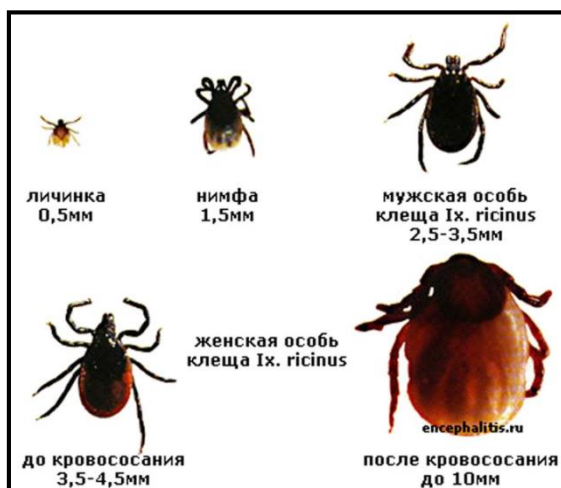 личинка
0,5мм
нимфа
1,5мм
мужская особь
клеща Ix. ricinus
2,5-3,5мм
женская особь
клеща Ix. ricinus
до кровососания
3,5-4,5мм
encephalitis.ru
после кровососания
до 10мм